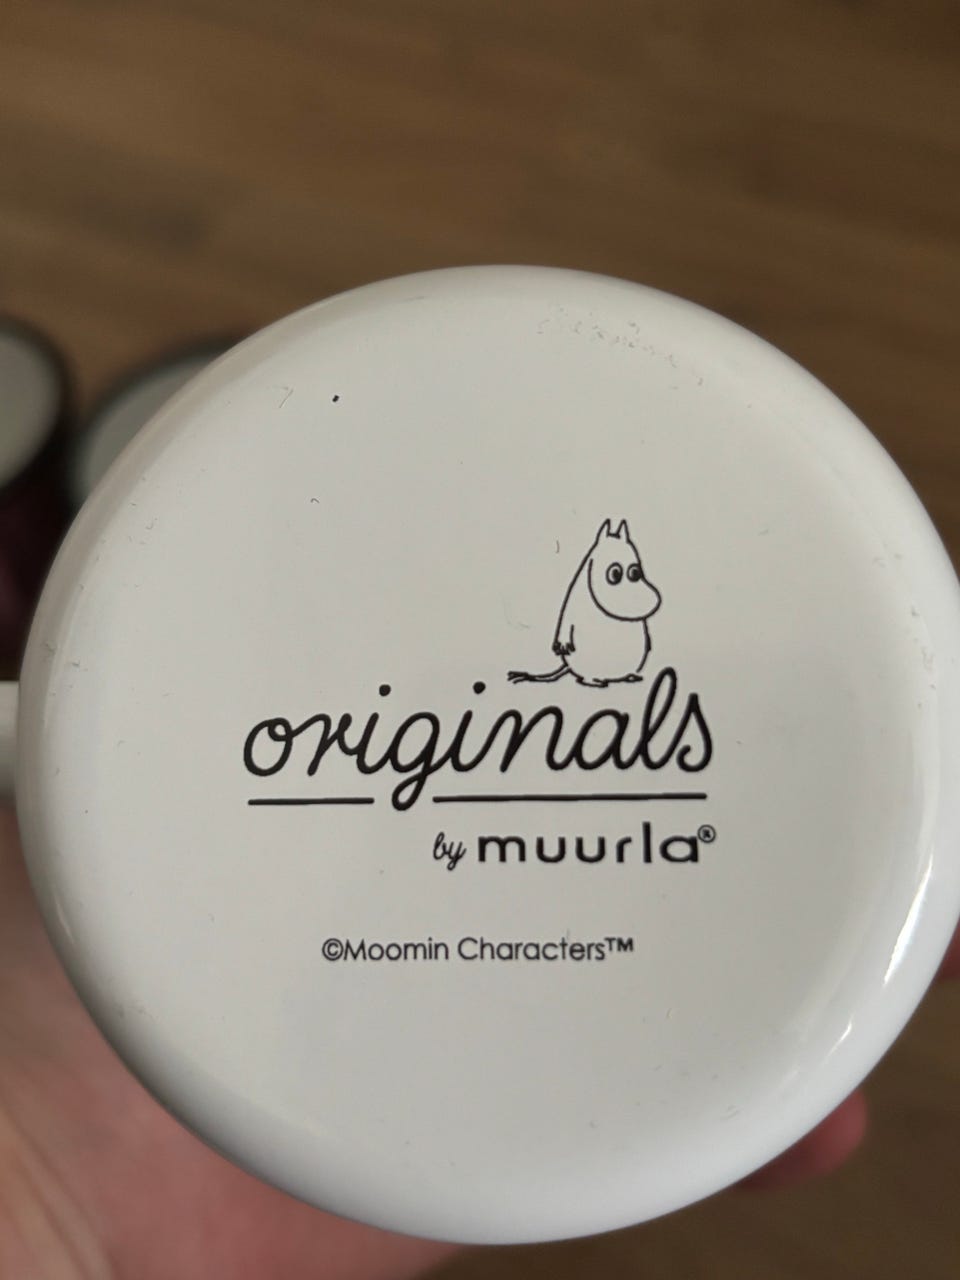 originals
by muurla®
©Moomin Characters™